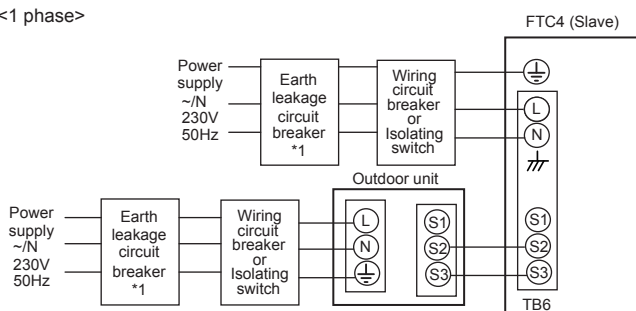 <1 phase>
FTC4 (Slave)
Power
supply
~/N
230V
50Hz
Earth
leakage
circuit
breaker
*1
Wiring
circuit
breaker
or
Isolating
switch
L
N
S1
S2
S3
TB6
Outdoor unit
Power
supply
~/N
230V
50Hz
Earth
leakage
circuit
breaker
*1
Wiring
circuit
breaker
or
Isolating
switch
L
N
S1
S2
S3